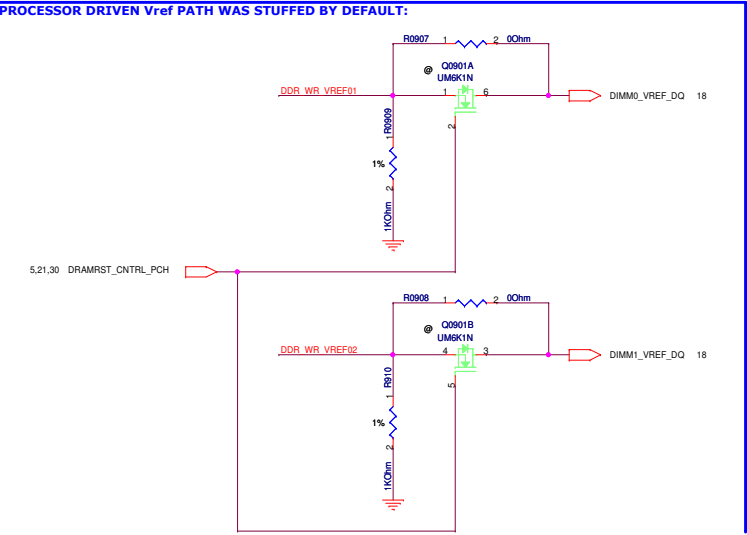 PROCESSOR DRIVEN Vref PATH WAS STUFFED BY DEFAULT:
R0907 1 2 0Ohm
@ Q0901A
UM6K1N
DDR_WR_VREF01 1 6 DIMM0_VREF_DQ 18
2
R0909
1
1%
2
1KOhm
5,21,30 DRAMRST_CNTRL_PCH
R0908 1 2 0Ohm
@ Q0901B
UM6K1N
DDR_WR_VREF02 4 3 DIMM1_VREF_DQ 18
5
R910
1
1%
2
1KOhm